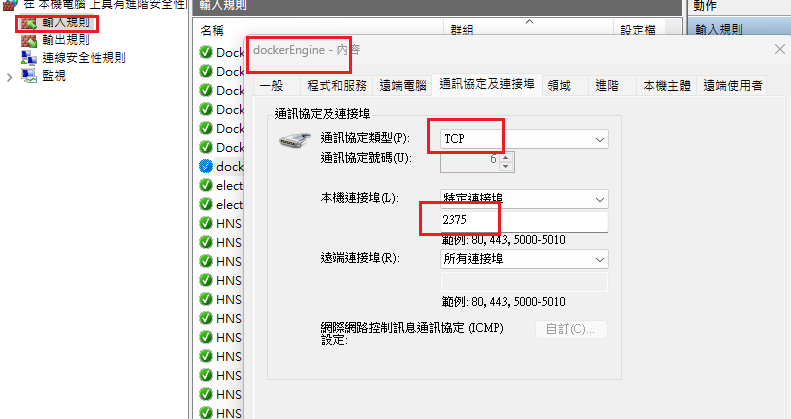 在 本機電腦 上具有進階安全性
輸入規則
輸出規則
連線安全性規則
監視
輸入規則
動作
名稱
群組
設定檔
輸入規則
Dock
Dock
Dock
Dock
Dock
Dock
dock
elect
elect
HNS
HNS
HNS
HNS
HNS
HNS
HNS
HNS
HNS
HNS
HNS
dockerEngine - 內容
一般
程式和服務
遠端電腦
通訊協定及連接埠
領域
進階
本機主體
遠端使用者
通訊協定及連接埠
通訊協定類型(P):
TCP
通訊協定號碼(U):
6
本機連接埠(L):
特定連接埠
2375
範例: 80, 443, 5000-5010
遠端連接埠(R):
所有連接埠
範例: 80, 443, 5000-5010
網際網路控制訊息通訊協定 (ICMP)
設定:
自訂(C)...